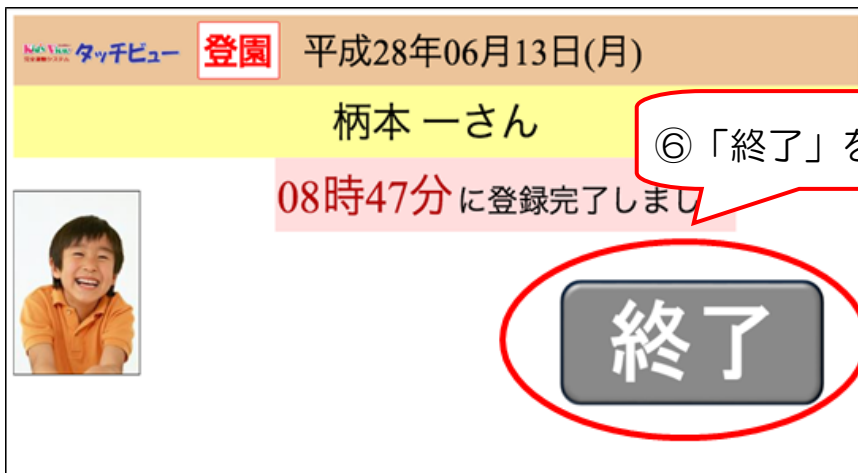 Kids View タッチビュー 登園 平成28年06月13日(月)
柄本 一さん
⑥「終了」を
08時47分に登録完了しまし
終了